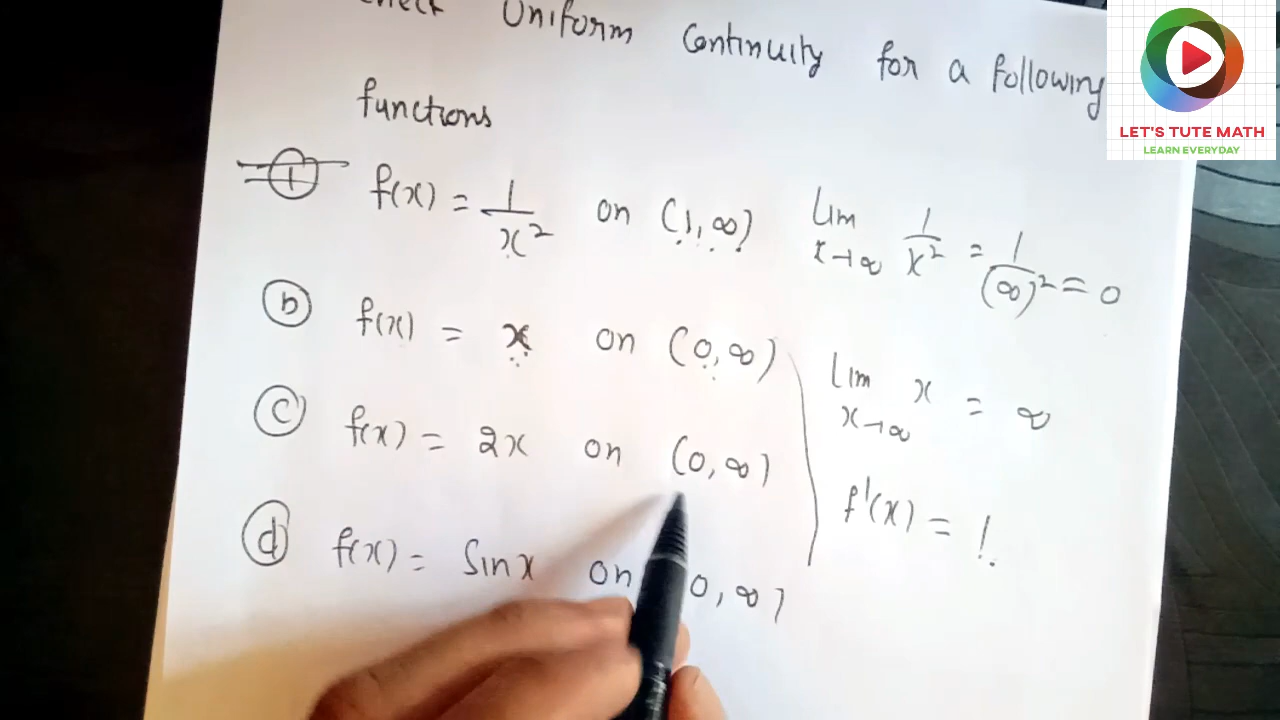 Uniform Continuity for a following
functions
1 f(x) = 1/x² on (1, ∞)
lim x→∞ 1/x² = 1/(∞)² = 0
b f(x) = x on (0, ∞)
lim x→∞ x = ∞
c f(x) = 2x on (0, ∞)
f'(x) = 1.
d f(x) = Sinx on 0, ∞)
LET'S TUTE MATH
LEARN EVERYDAY